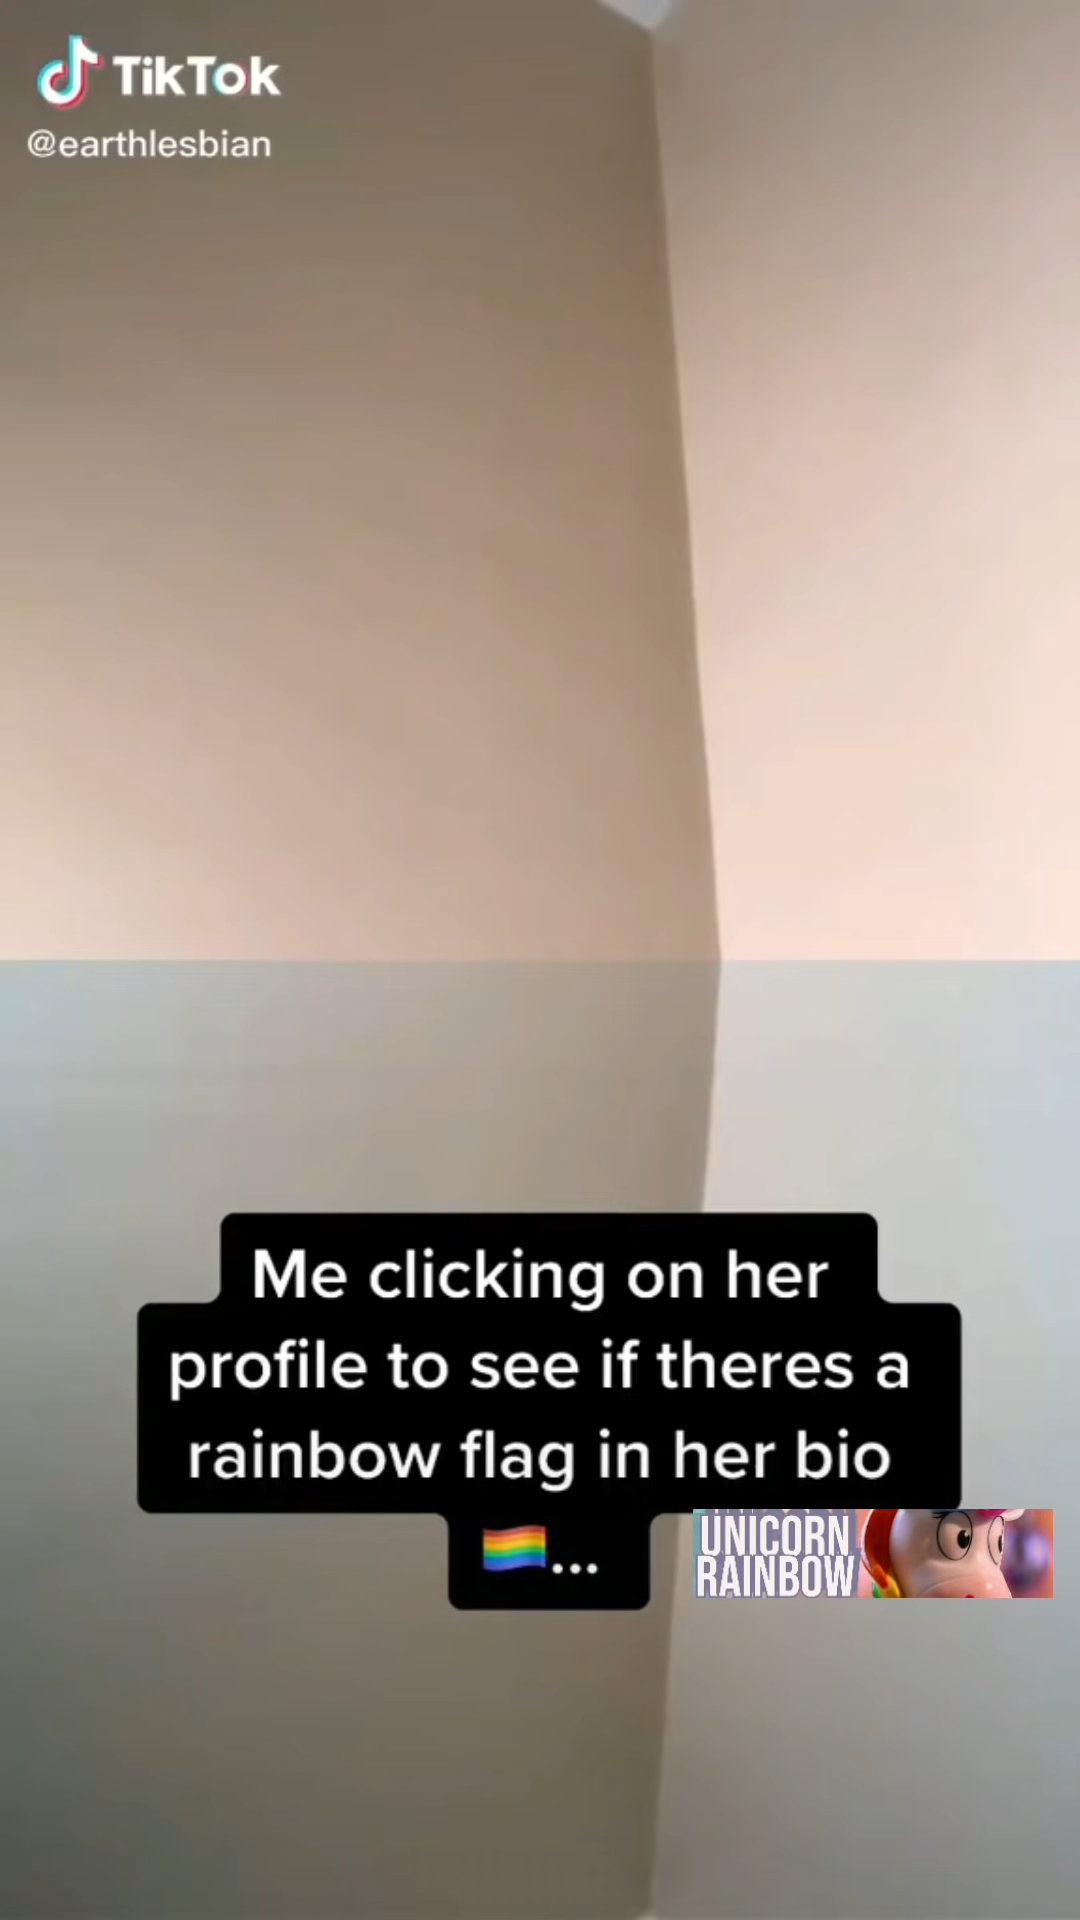 TikTok
@earthlesbian
Me clicking on her
profile to see if theres a
rainbow flag in her bio
🏳️‍🌈...
UNICORN
RAINBOW